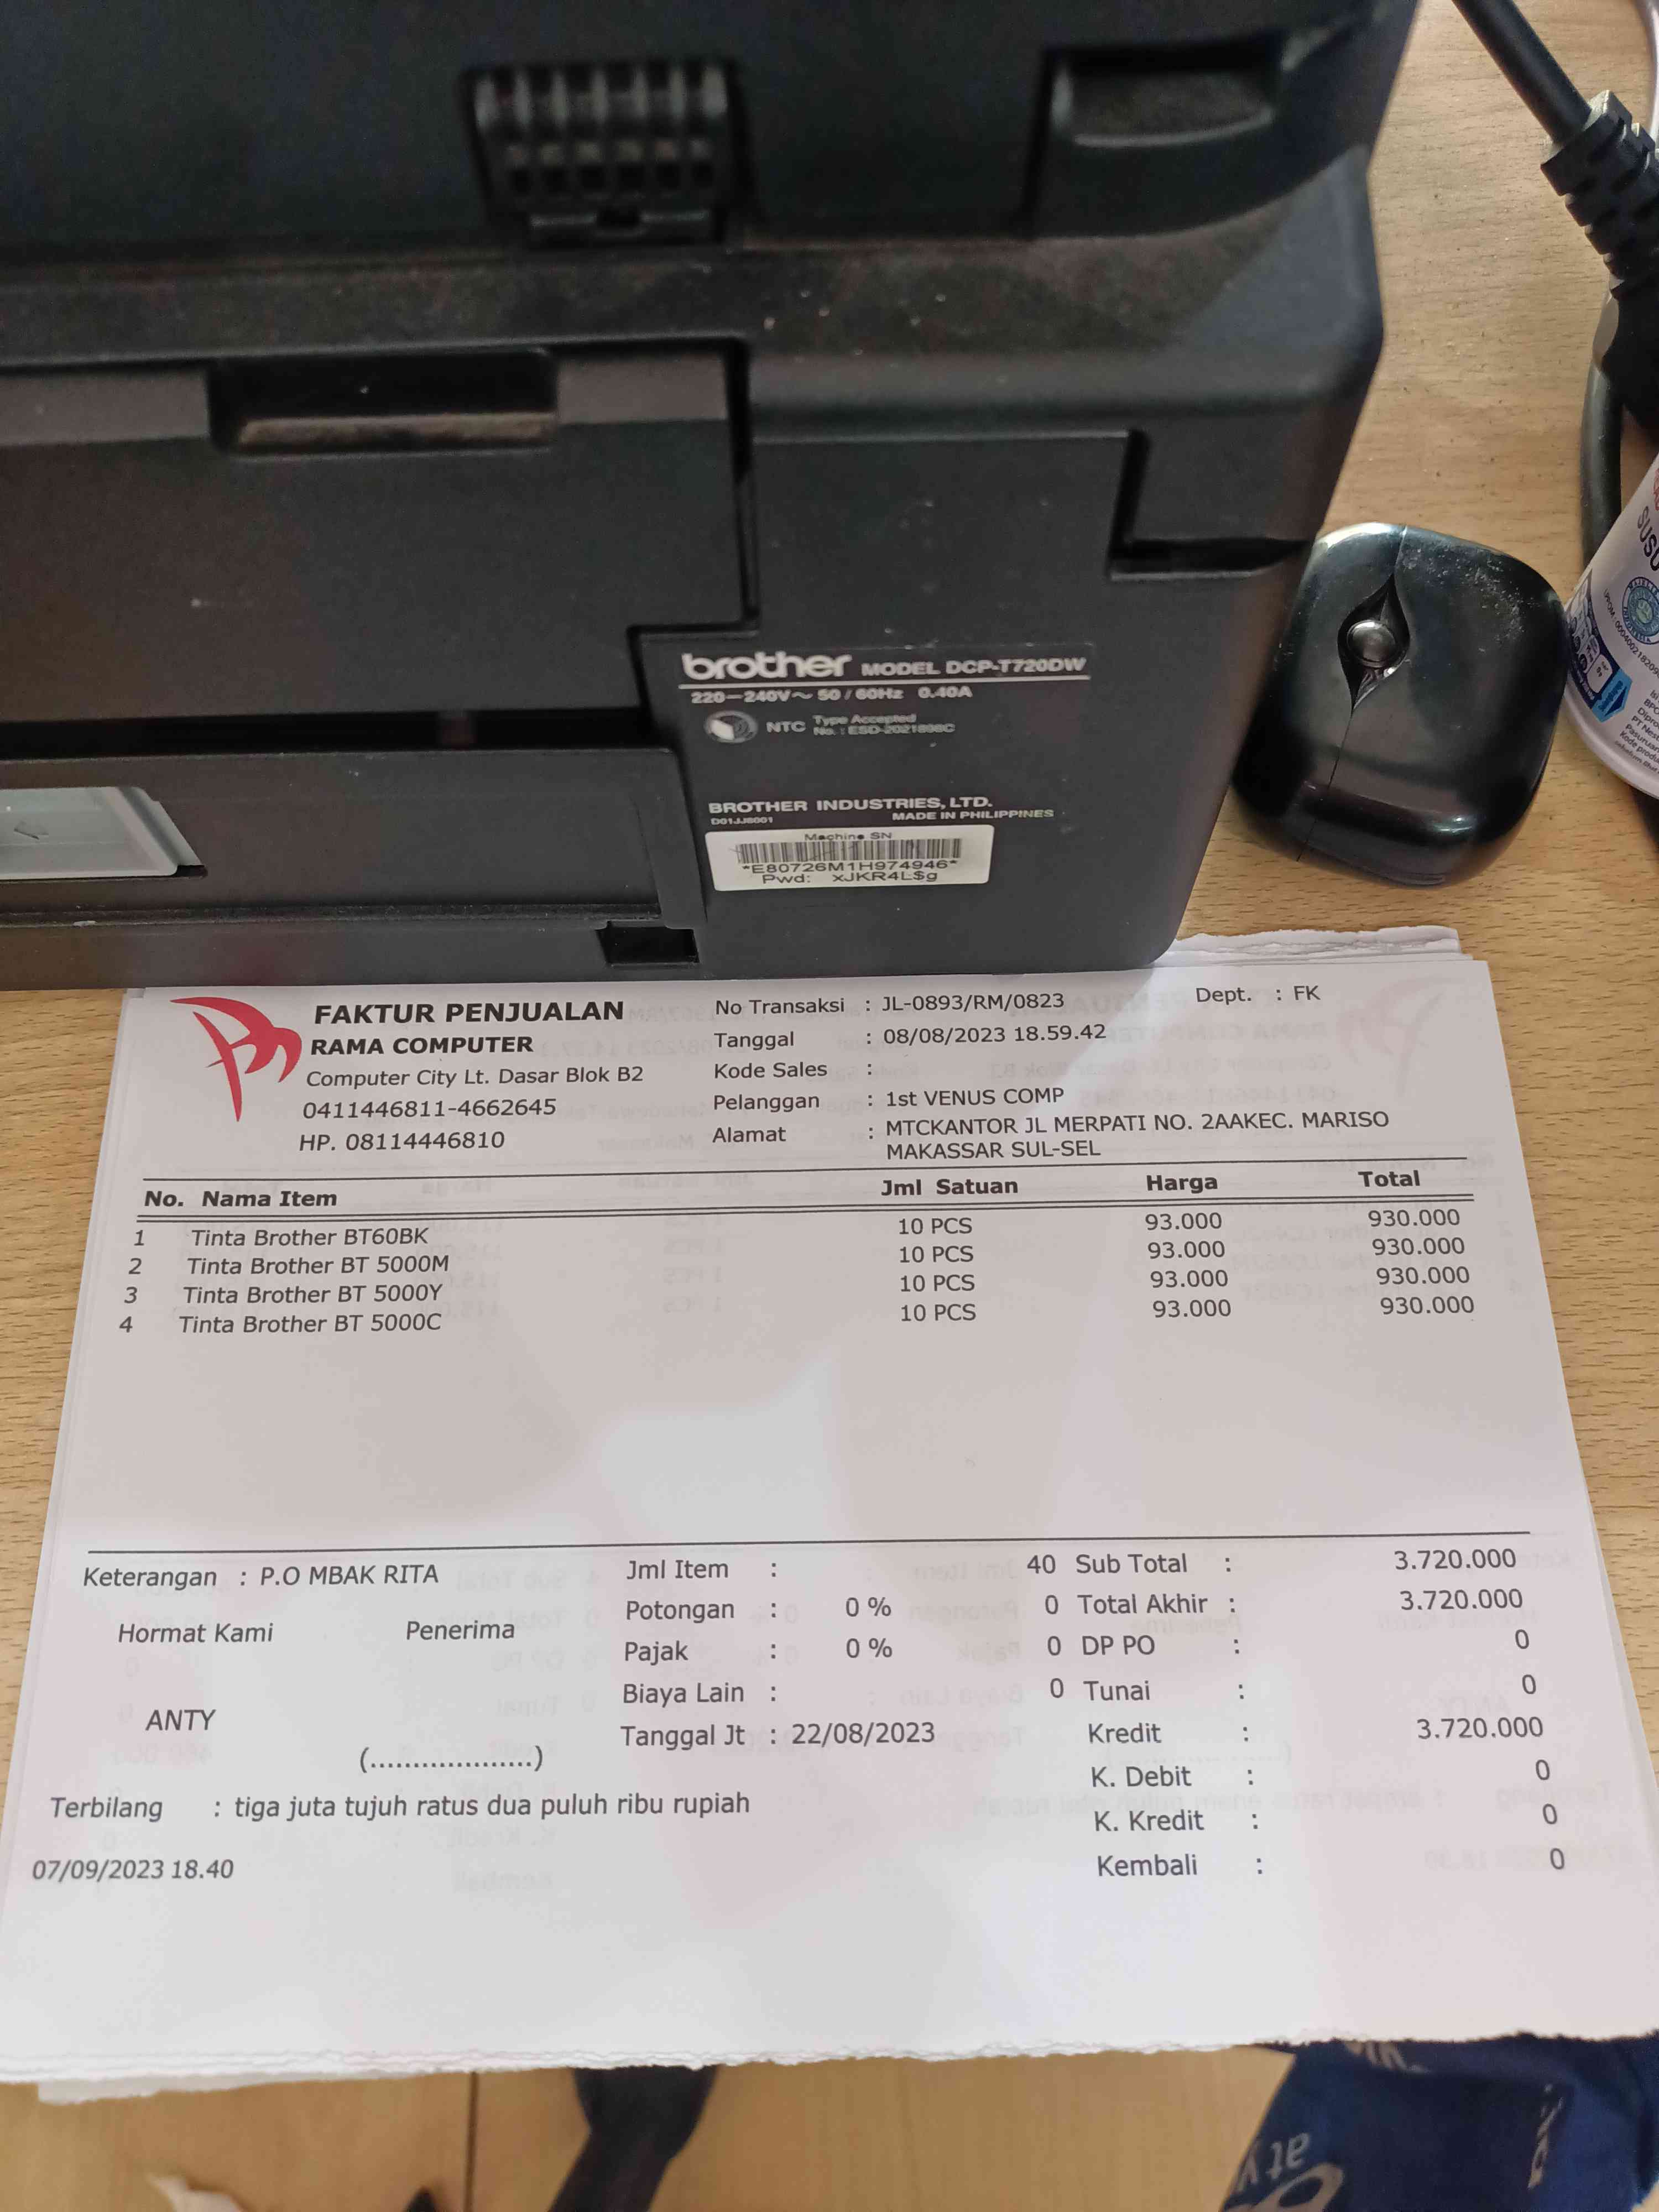 brother MODEL DCP-T720DW
220-240V~ 50/60Hz 0.40A
NTC Type Accepted
No. : ESD-2021898C
BROTHER INDUSTRIES, LTD.
D01JJ8001 MADE IN PHILIPPINES
Machine SN
*E80726M1H974946*
Pwd: xJKR4L$g
SUSU
FAKTUR PENJUALAN
RAMA COMPUTER
Computer City Lt. Dasar Blok B2
0411446811-4662645
HP. 08114446810
No Transaksi : JL-0893/RM/0823 Dept. : FK
Tanggal : 08/08/2023 18.59.42
Kode Sales :
Pelanggan : 1st VENUS COMP
Alamat : MTCKANTOR JL MERPATI NO. 2AAKEC. MARISO
MAKASSAR SUL-SEL
No. Nama Item Jml Satuan Harga Total
1 Tinta Brother BT60BK 10 PCS 93.000 930.000
2 Tinta Brother BT 5000M 10 PCS 93.000 930.000
3 Tinta Brother BT 5000Y 10 PCS 93.000 930.000
4 Tinta Brother BT 5000C 10 PCS 93.000 930.000
Keterangan : P.O MBAK RITA
Hormat Kami Penerima
ANTY
(...................)
Jml Item : 40 Sub Total : 3.720.000
Potongan : 0 % 0 Total Akhir : 3.720.000
Pajak : 0 % 0 DP PO : 0
Biaya Lain : 0 Tunai : 0
Tanggal Jt : 22/08/2023 Kredit : 3.720.000
K. Debit : 0
K. Kredit : 0
Kembali : 0
Terbilang : tiga juta tujuh ratus dua puluh ribu rupiah
07/09/2023 18.40